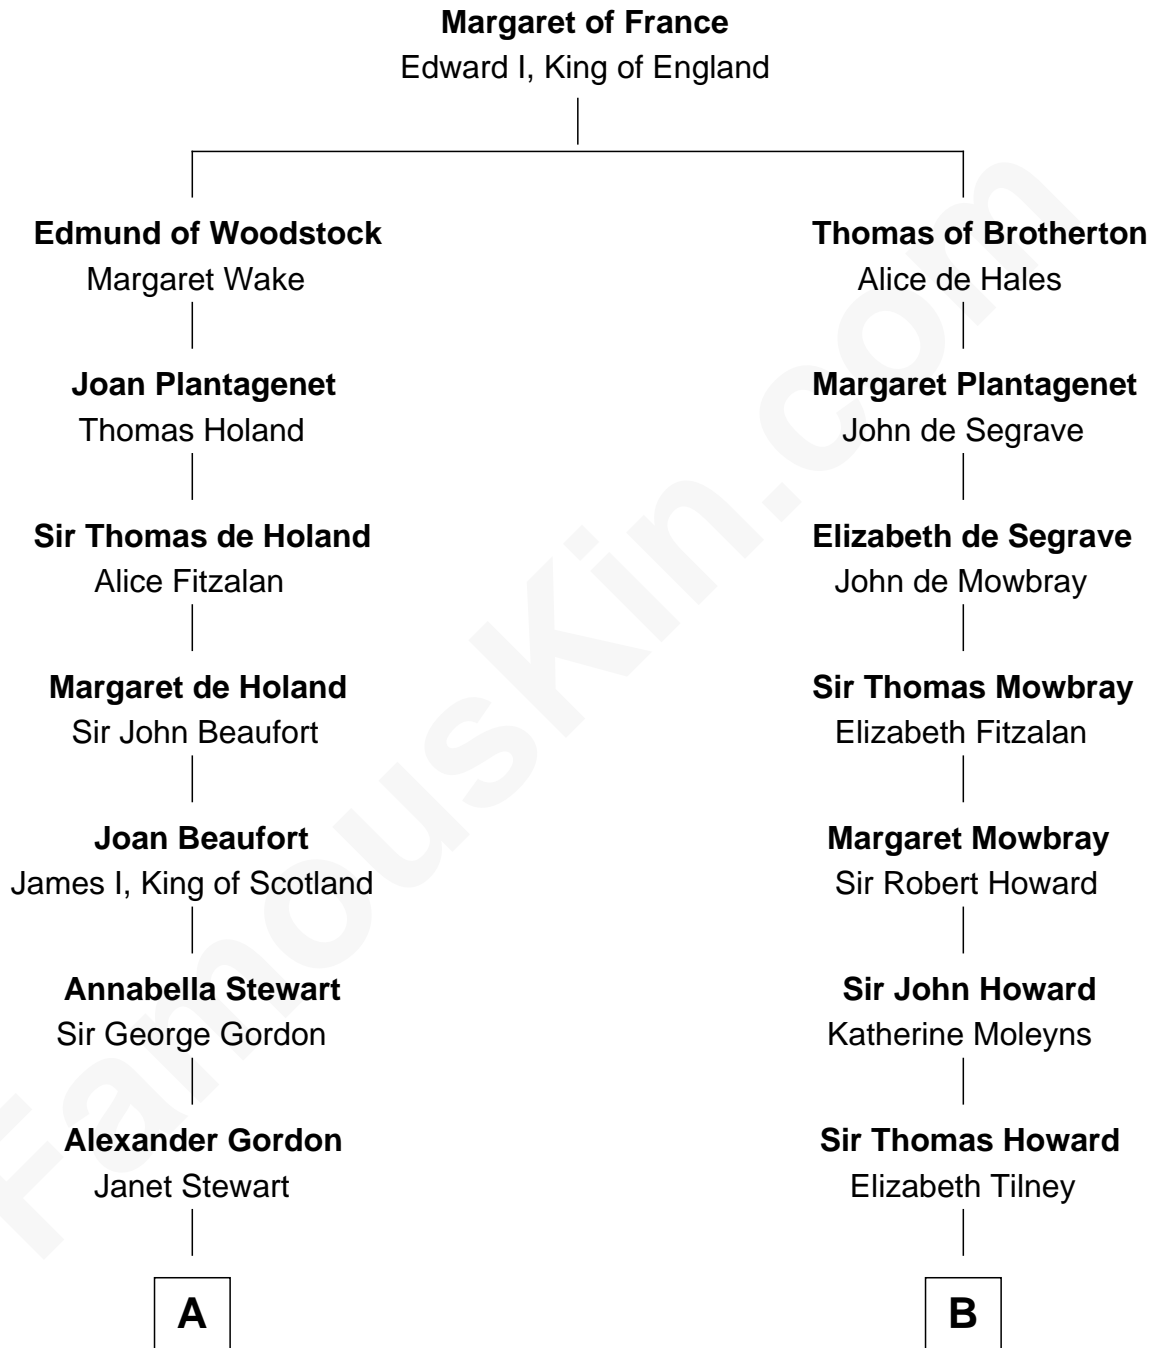 Margaret of France
Edward I, King of England
Edmund of Woodstock
Margaret Wake
Thomas of Brotherton
Alice de Hales
Joan Plantagenet
Thomas Holand
Margaret Plantagenet
John de Segrave
Sir Thomas de Holand
Alice Fitzalan
Elizabeth de Segrave
John de Mowbray
Margaret de Holand
Sir John Beaufort
Sir Thomas Mowbray
Elizabeth Fitzalan
Joan Beaufort
James I, King of Scotland
Margaret Mowbray
Sir Robert Howard
Annabella Stewart
Sir George Gordon
Sir John Howard
Katherine Moleyns
Alexander Gordon
Janet Stewart
Sir Thomas Howard
Elizabeth Tilney
A
B
FamousKin.com